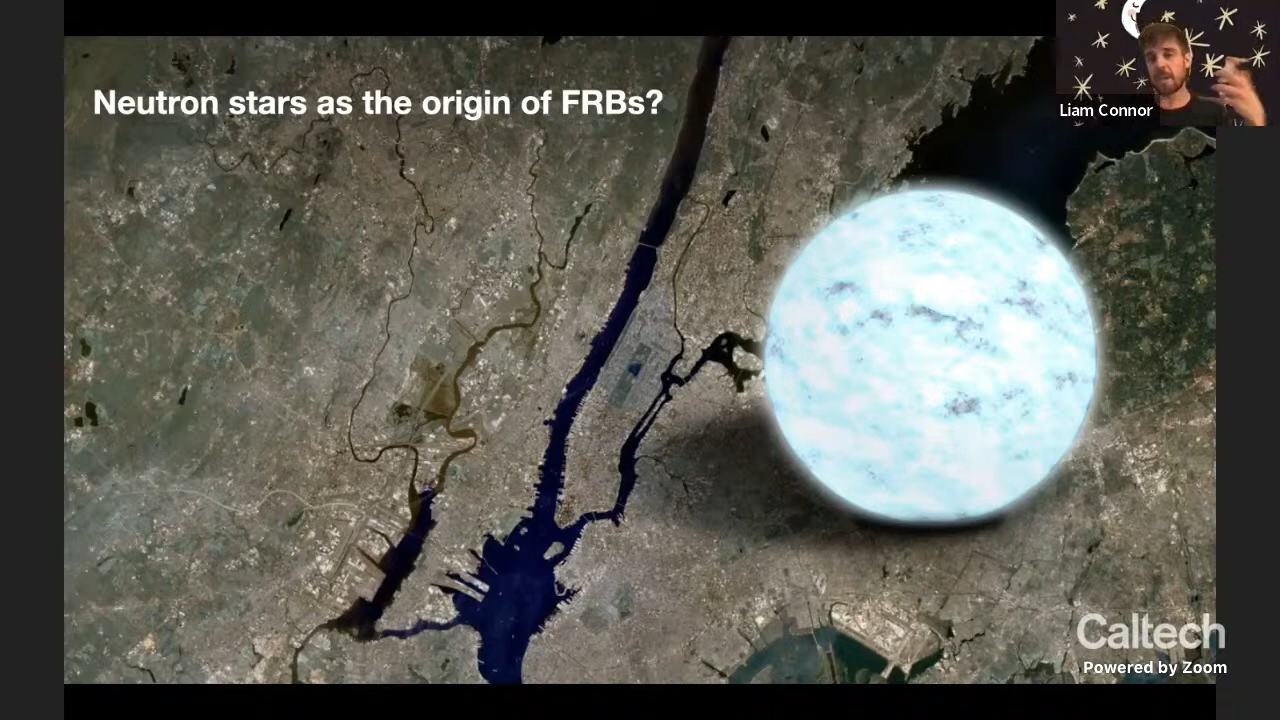 Neutron stars as the origin of FRBs?
Liam Connor
Caltech
Powered by Zoom